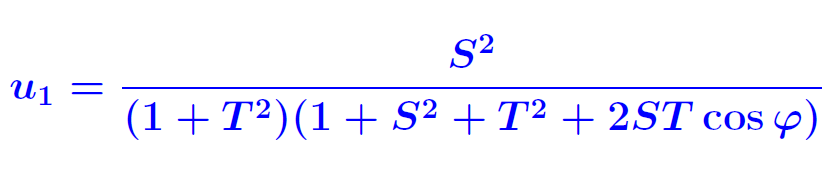 u₁ = S² / ((1 + T²)(1 + S² + T² + 2ST cos φ))